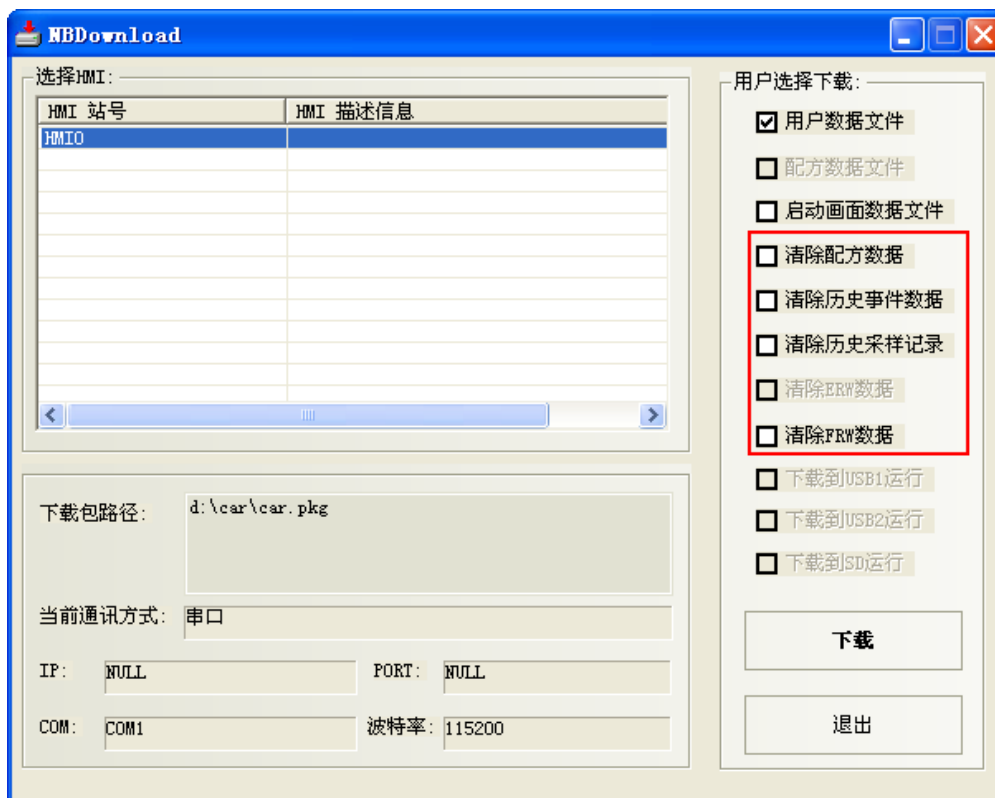 NBDownload
选择HMI:
HMI 站号 HMI 描述信息
HMI0
下载包路径: d:\car\car.pkg
当前通讯方式: 串口
IP: NULL PORT: NULL
COM: COM1 波特率: 115200
用户选择下载:
用户数据文件
配方数据文件
启动画面数据文件
清除配方数据
清除历史事件数据
清除历史采样记录
清除ERW数据
清除FRW数据
下载到USB1运行
下载到USB2运行
下载到SD运行
下载
退出